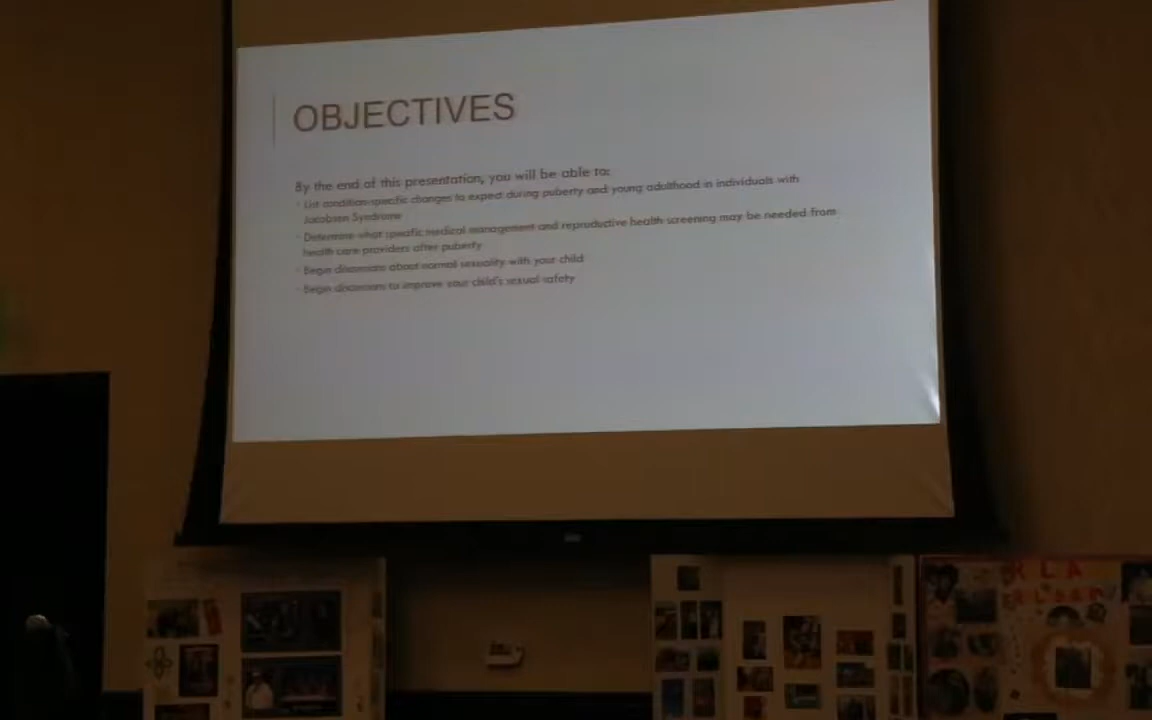 OBJECTIVES
By the end of this presentation, you will be able to:
• List condition-specific changes to expect during puberty and young adulthood in individuals with
Jacobsen Syndrome
• Determine what specific medical management and reproductive health screening may be needed from
health care providers after puberty
• Begin discussions about normal sexuality with your child
• Begin discussions to improve your child's sexual safety